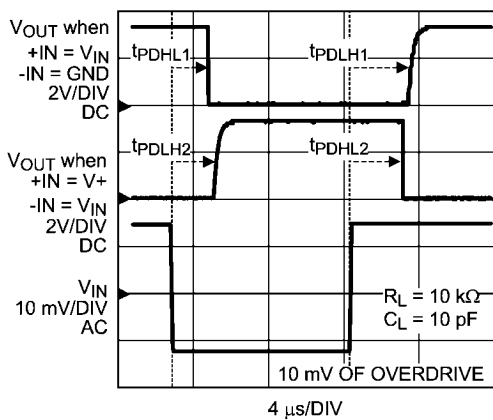 VOUT when
+IN = VIN
-IN = GND
2V/DIV
DC
tPDHL1
tPDLH1
tPDLH2
tPDHL2
VOUT when
+IN = V+
-IN = VIN
2V/DIV
DC
VIN
10 mV/DIV
AC
RL = 10 kΩ
CL = 10 pF
10 mV OF OVERDRIVE
4 μs/DIV